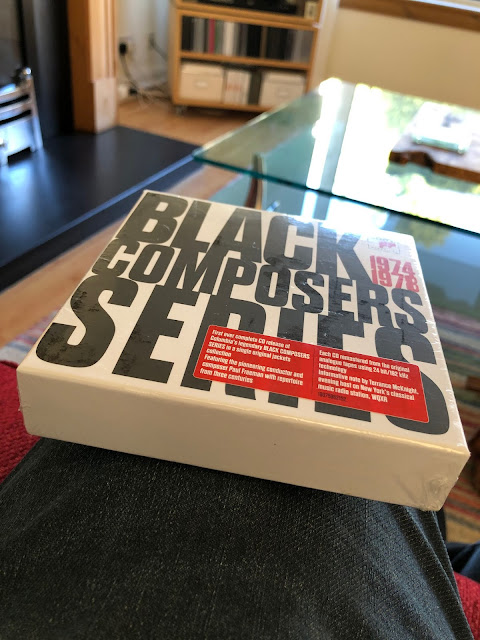 BLACK
COMPOSERS
SERIES
1974
1978
First ever complete CD release of
Columbia's legendary BLACK COMPOSERS
SERIES in a single original jackets
collection
Featuring the pioneering conductor and
composer Paul Freeman with repertoire
from three centuries
Each CD remastered from the original
analogue tapes using 24 bit/192 kHz
technology
Informative note by Terrance McKnight,
evening host on New York's classical
music radio station, WQXR